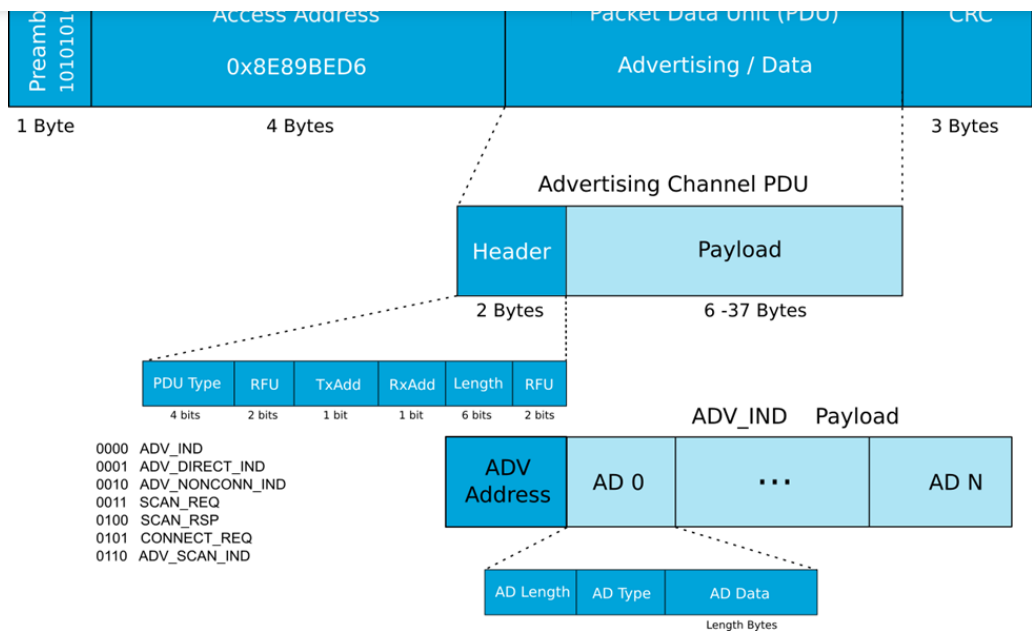 Preamb
10101010
Access Address
0x8E89BED6
Packet Data Unit (PDU)
Advertising / Data
CRC
1 Byte
4 Bytes
3 Bytes
Advertising Channel PDU
Header
Payload
2 Bytes
6 -37 Bytes
PDU Type
RFU
TxAdd
RxAdd
Length
RFU
4 bits
2 bits
1 bit
1 bit
6 bits
2 bits
0000 ADV_IND
0001 ADV_DIRECT_IND
0010 ADV_NONCONN_IND
0011 SCAN_REQ
0100 SCAN_RSP
0101 CONNECT_REQ
0110 ADV_SCAN_IND
ADV_IND Payload
ADV
Address
AD 0
...
AD N
AD Length
AD Type
AD Data
Length Bytes